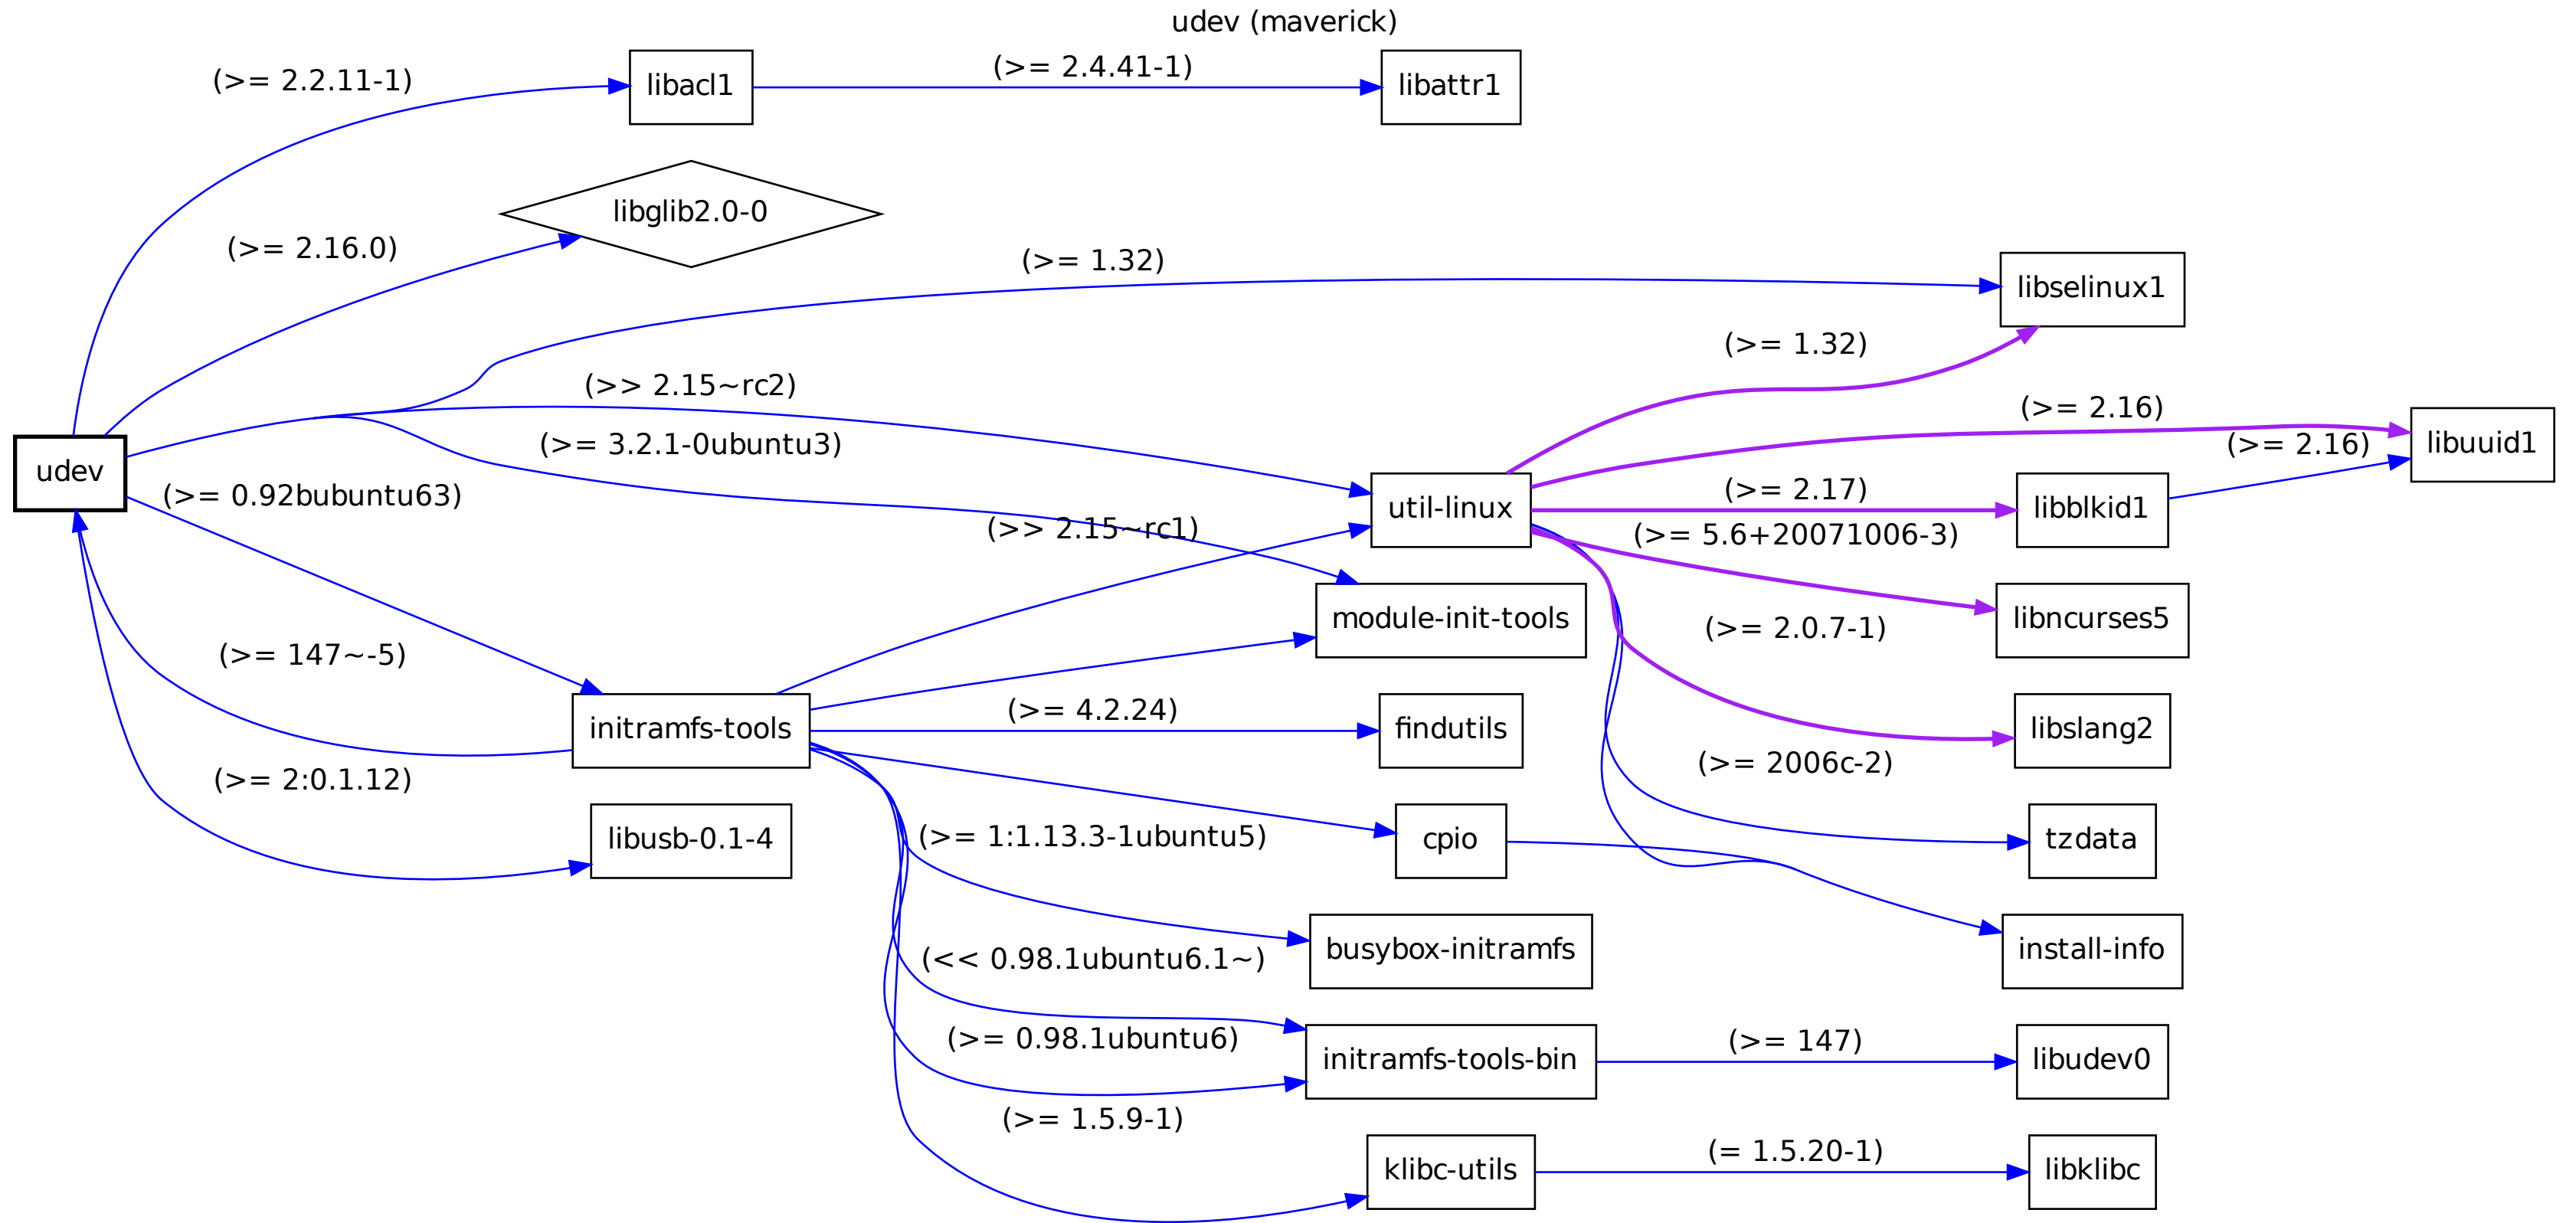 udev (maverick)
(>= 2.2.11-1)
libacl1
(>= 2.4.41-1)
libattr1
libglib2.0-0
(>= 2.16.0)
(>= 1.32)
libselinux1
(>= 1.32)
(>> 2.15~rc2)
(>= 2.16)
(>= 3.2.1-0ubuntu3)
(>= 2.16)
libuuid1
udev
(>= 0.92bubuntu63)
util-linux
(>= 2.17)
libblkid1
(>> 2.15~rc1)
(>= 5.6+20071006-3)
module-init-tools
(>= 2.0.7-1)
libncurses5
(>= 147~-5)
initramfs-tools
(>= 4.2.24)
findutils
libslang2
(>= 2:0.1.12)
(>= 2006c-2)
libusb-0.1-4
(>= 1:1.13.3-1ubuntu5)
cpio
tzdata
busybox-initramfs
install-info
(<< 0.98.1ubuntu6.1~)
(>= 0.98.1ubuntu6)
initramfs-tools-bin
(>= 147)
libudev0
(>= 1.5.9-1)
klibc-utils
(= 1.5.20-1)
libklibc